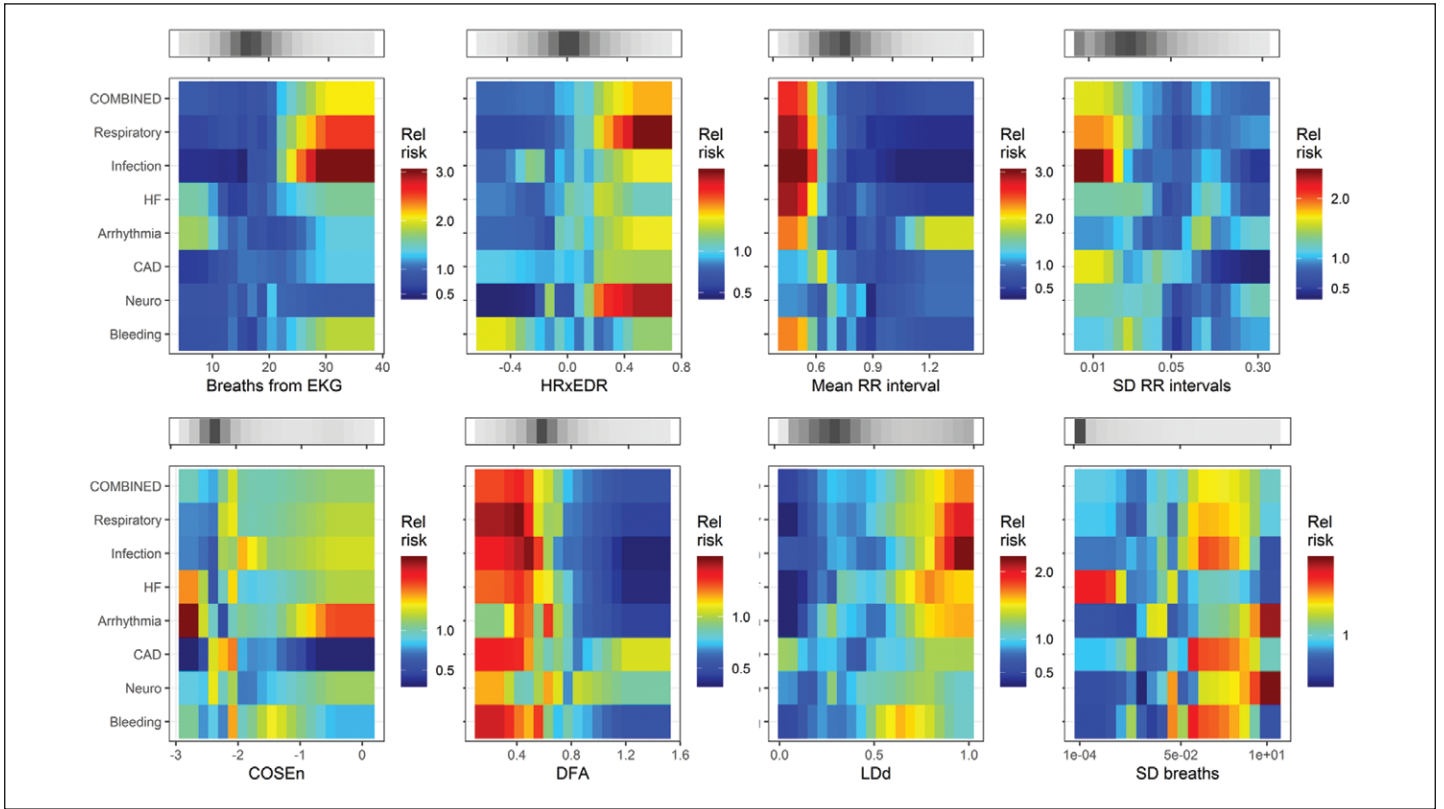 COMBINED
Respiratory
Infection
HF
Arrhythmia
CAD
Neuro
Bleeding
10 20 30 40
Breaths from EKG
Rel
risk
3.0
2.0
1.0
0.5
-0.4 0.0 0.4 0.8
HRxEDR
Rel
risk
1.0
0.5
0.6 0.9 1.2
Mean RR interval
Rel
risk
3.0
2.0
1.0
0.5
0.01 0.05 0.30
SD RR intervals
Rel
risk
2.0
1.0
0.5
COMBINED
Respiratory
Infection
HF
Arrhythmia
CAD
Neuro
Bleeding
-3 -2 -1 0
COSEn
Rel
risk
1.0
0.5
0.4 0.8 1.2 1.6
DFA
Rel
risk
1.0
0.5
0.0 0.5 1.0
LDd
Rel
risk
2.0
1.0
0.5
1e-04 5e-02 1e+01
SD breaths
Rel
risk
1